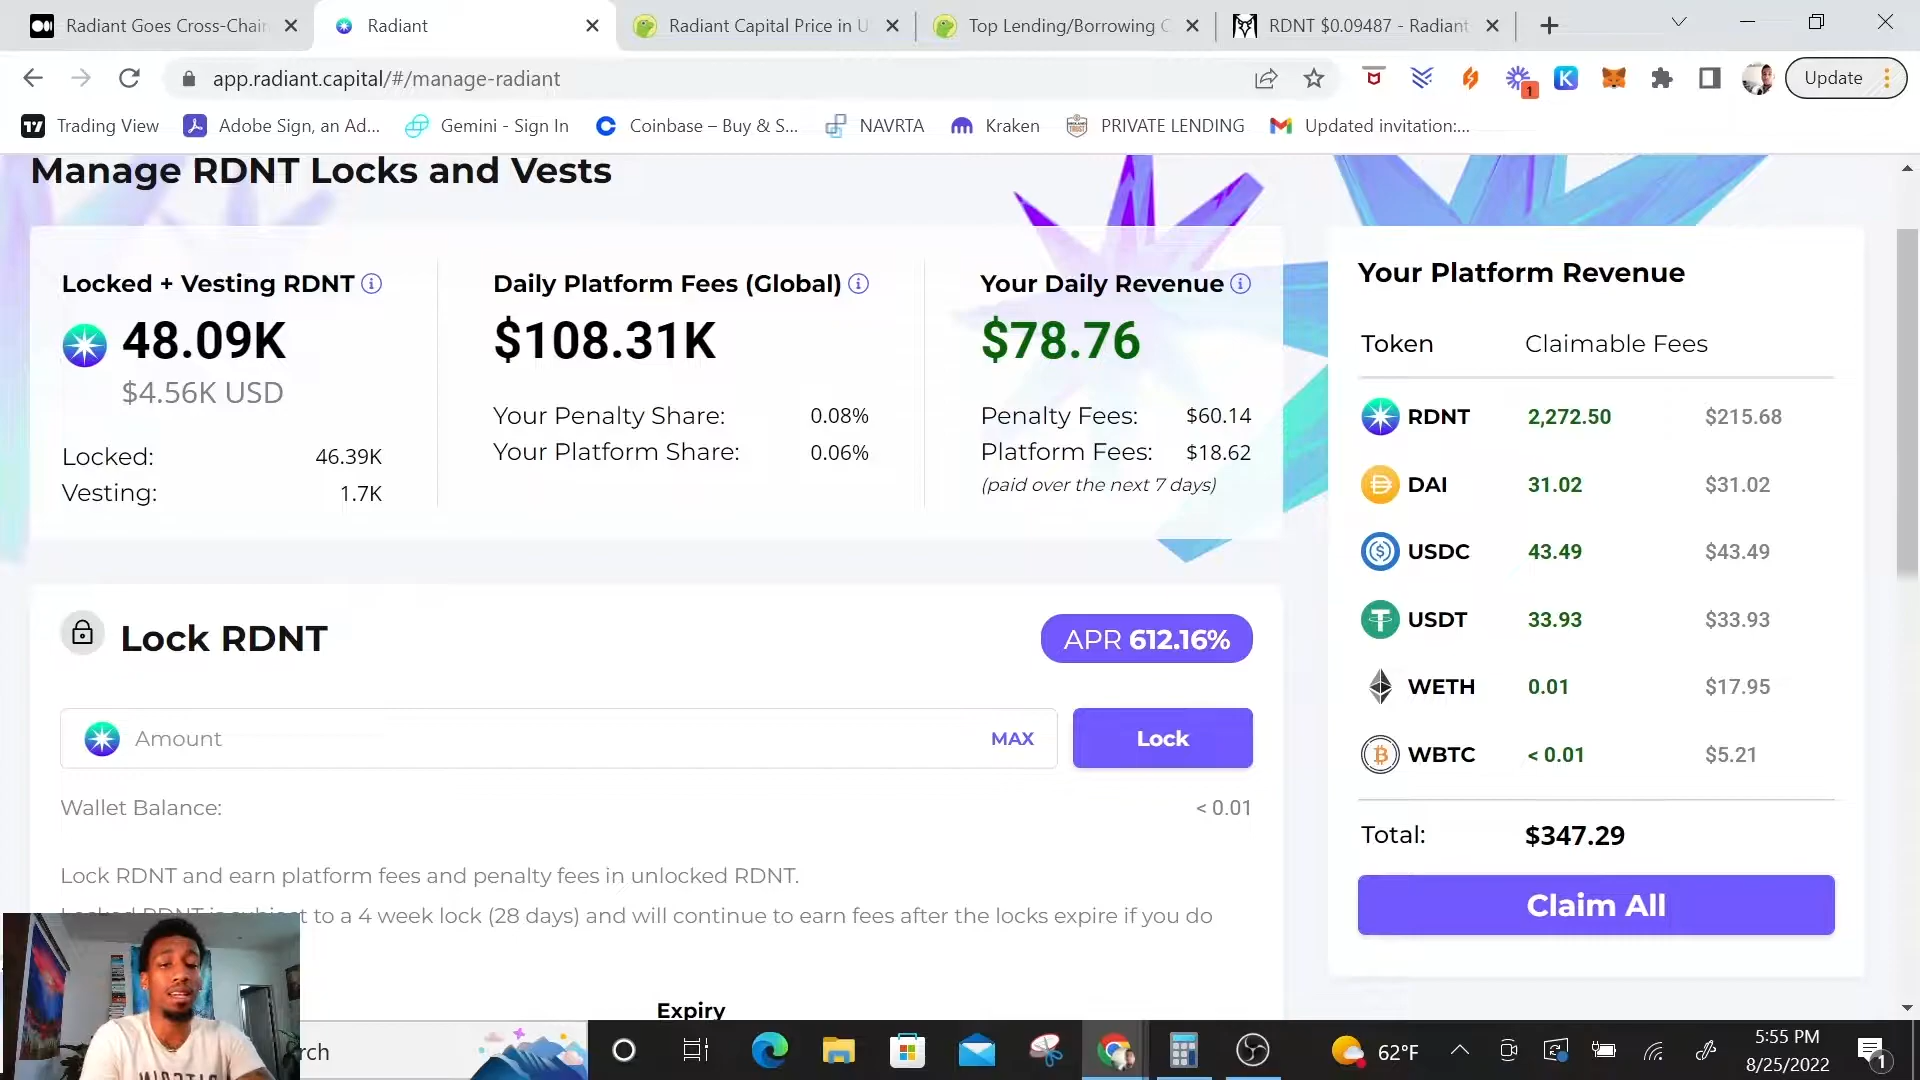 Radiant Goes Cross-Chain
Radiant
Radiant Capital Price in U
Top Lending/Borrowing C
RDNT $0.09487 - Radiant
app.radiant.capital/#/manage-radiant
1
Update
Trading View
Adobe Sign, an Ad...
Gemini - Sign In
Coinbase – Buy & S...
NAVRTA
Kraken
PRIVATE LENDING
Updated invitation:...
Manage RDNT Locks and Vests
Locked + Vesting RDNT
48.09K
$4.56K USD
Locked: 46.39K
Vesting: 1.7K
Daily Platform Fees (Global)
$108.31K
Your Penalty Share: 0.08%
Your Platform Share: 0.06%
Your Daily Revenue
$78.76
Penalty Fees: $60.14
Platform Fees: $18.62
(paid over the next 7 days)
Your Platform Revenue
Token Claimable Fees
RDNT 2,272.50 $215.68
DAI 31.02 $31.02
USDC 43.49 $43.49
USDT 33.93 $33.93
WETH 0.01 $17.95
WBTC < 0.01 $5.21
Total: $347.29
Claim All
Lock RDNT
APR 612.16%
Amount MAX
Lock
Wallet Balance: < 0.01
Lock RDNT and earn platform fees and penalty fees in unlocked RDNT.
Locked RDNT is subject to a 4 week lock (28 days) and will continue to earn fees after the locks expire if you do
Expiry
rch
62°F
5:55 PM
8/25/2022
1